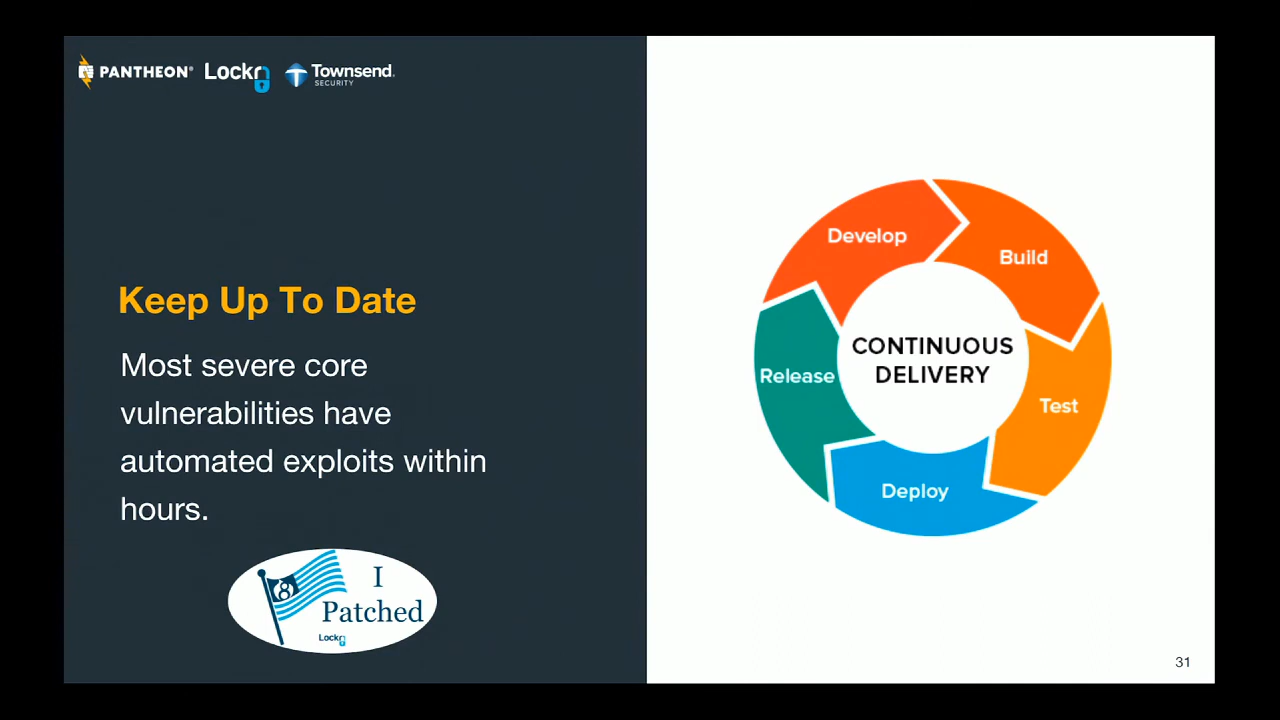 PANTHEON® Lockr Townsend
SECURITY
Keep Up To Date
Most severe core
vulnerabilities have
automated exploits within
hours.
8
I
Patched
Lockr
Develop
Build
CONTINUOUS
DELIVERY
Release
Test
Deploy
31